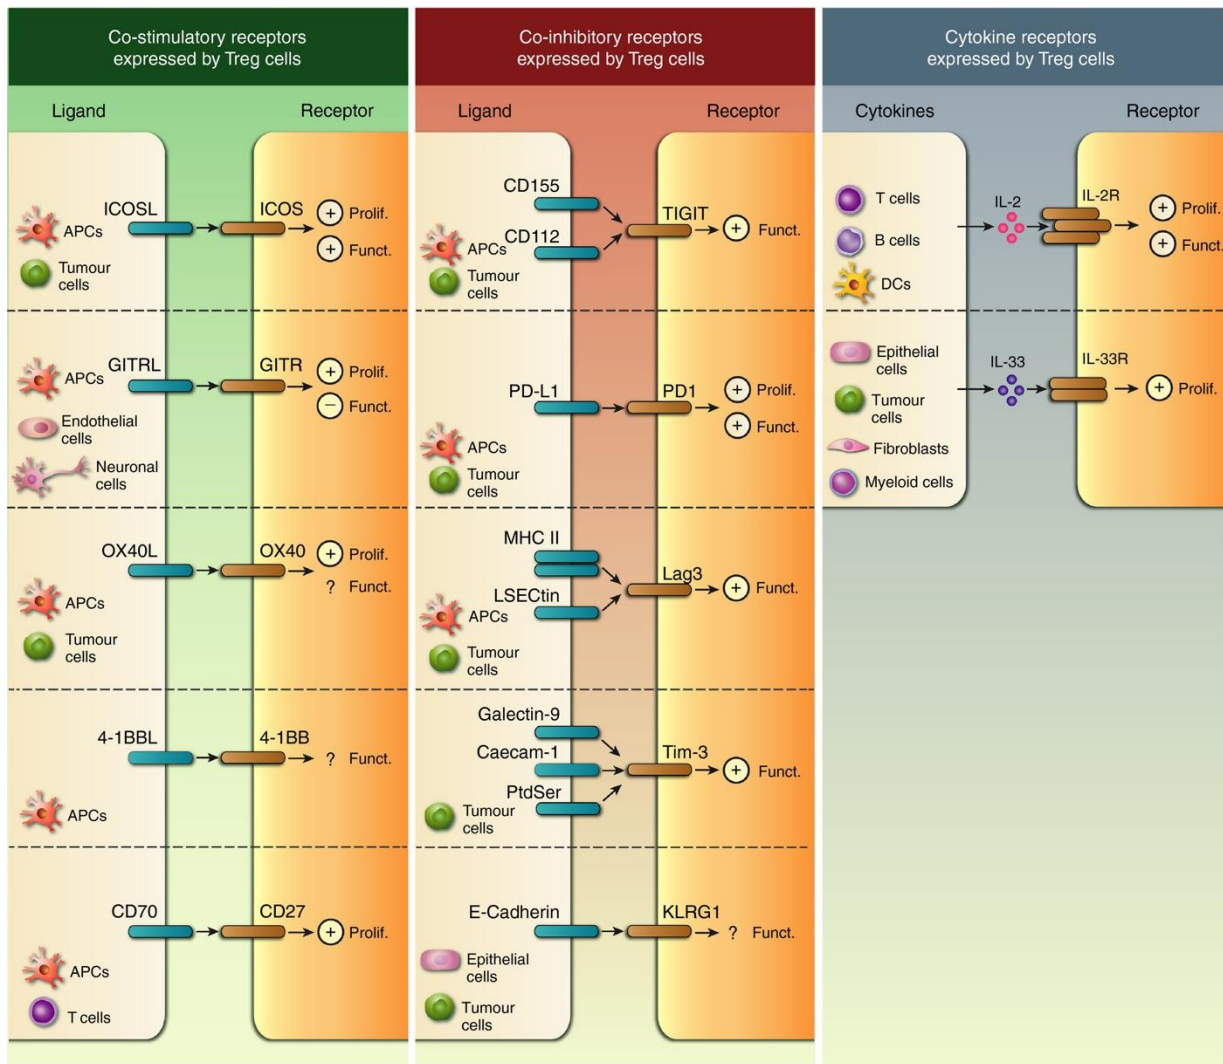 Co-stimulatory receptors
expressed by Treg cells
Ligand
Receptor
ICOSL
ICOS
+ Prolif.
+ Funct.
APCs
Tumour
cells
GITRL
GITR
+ Prolif.
− Funct.
APCs
Endothelial
cells
Neuronal
cells
OX40L
OX40
+ Prolif.
? Funct.
APCs
Tumour
cells
4-1BBL
4-1BB
? Funct.
APCs
CD70
CD27
+ Prolif.
APCs
T cells
Co-inhibitory receptors
expressed by Treg cells
Ligand
Receptor
CD155
CD112
TIGIT
+ Funct.
APCs
Tumour
cells
PD-L1
PD1
+ Prolif.
+ Funct.
APCs
Tumour
cells
MHC II
LSECtin
Lag3
+ Funct.
APCs
Tumour
cells
Galectin-9
Caecam-1
PtdSer
Tim-3
+ Funct.
Tumour
cells
E-Cadherin
KLRG1
? Funct.
Epithelial
cells
Tumour
cells
Cytokine receptors
expressed by Treg cells
Cytokines
Receptor
T cells
B cells
DCs
IL-2
IL-2R
+ Prolif.
+ Funct.
Epithelial
cells
Tumour
cells
Fibroblasts
Myeloid cells
IL-33
IL-33R
+ Prolif.